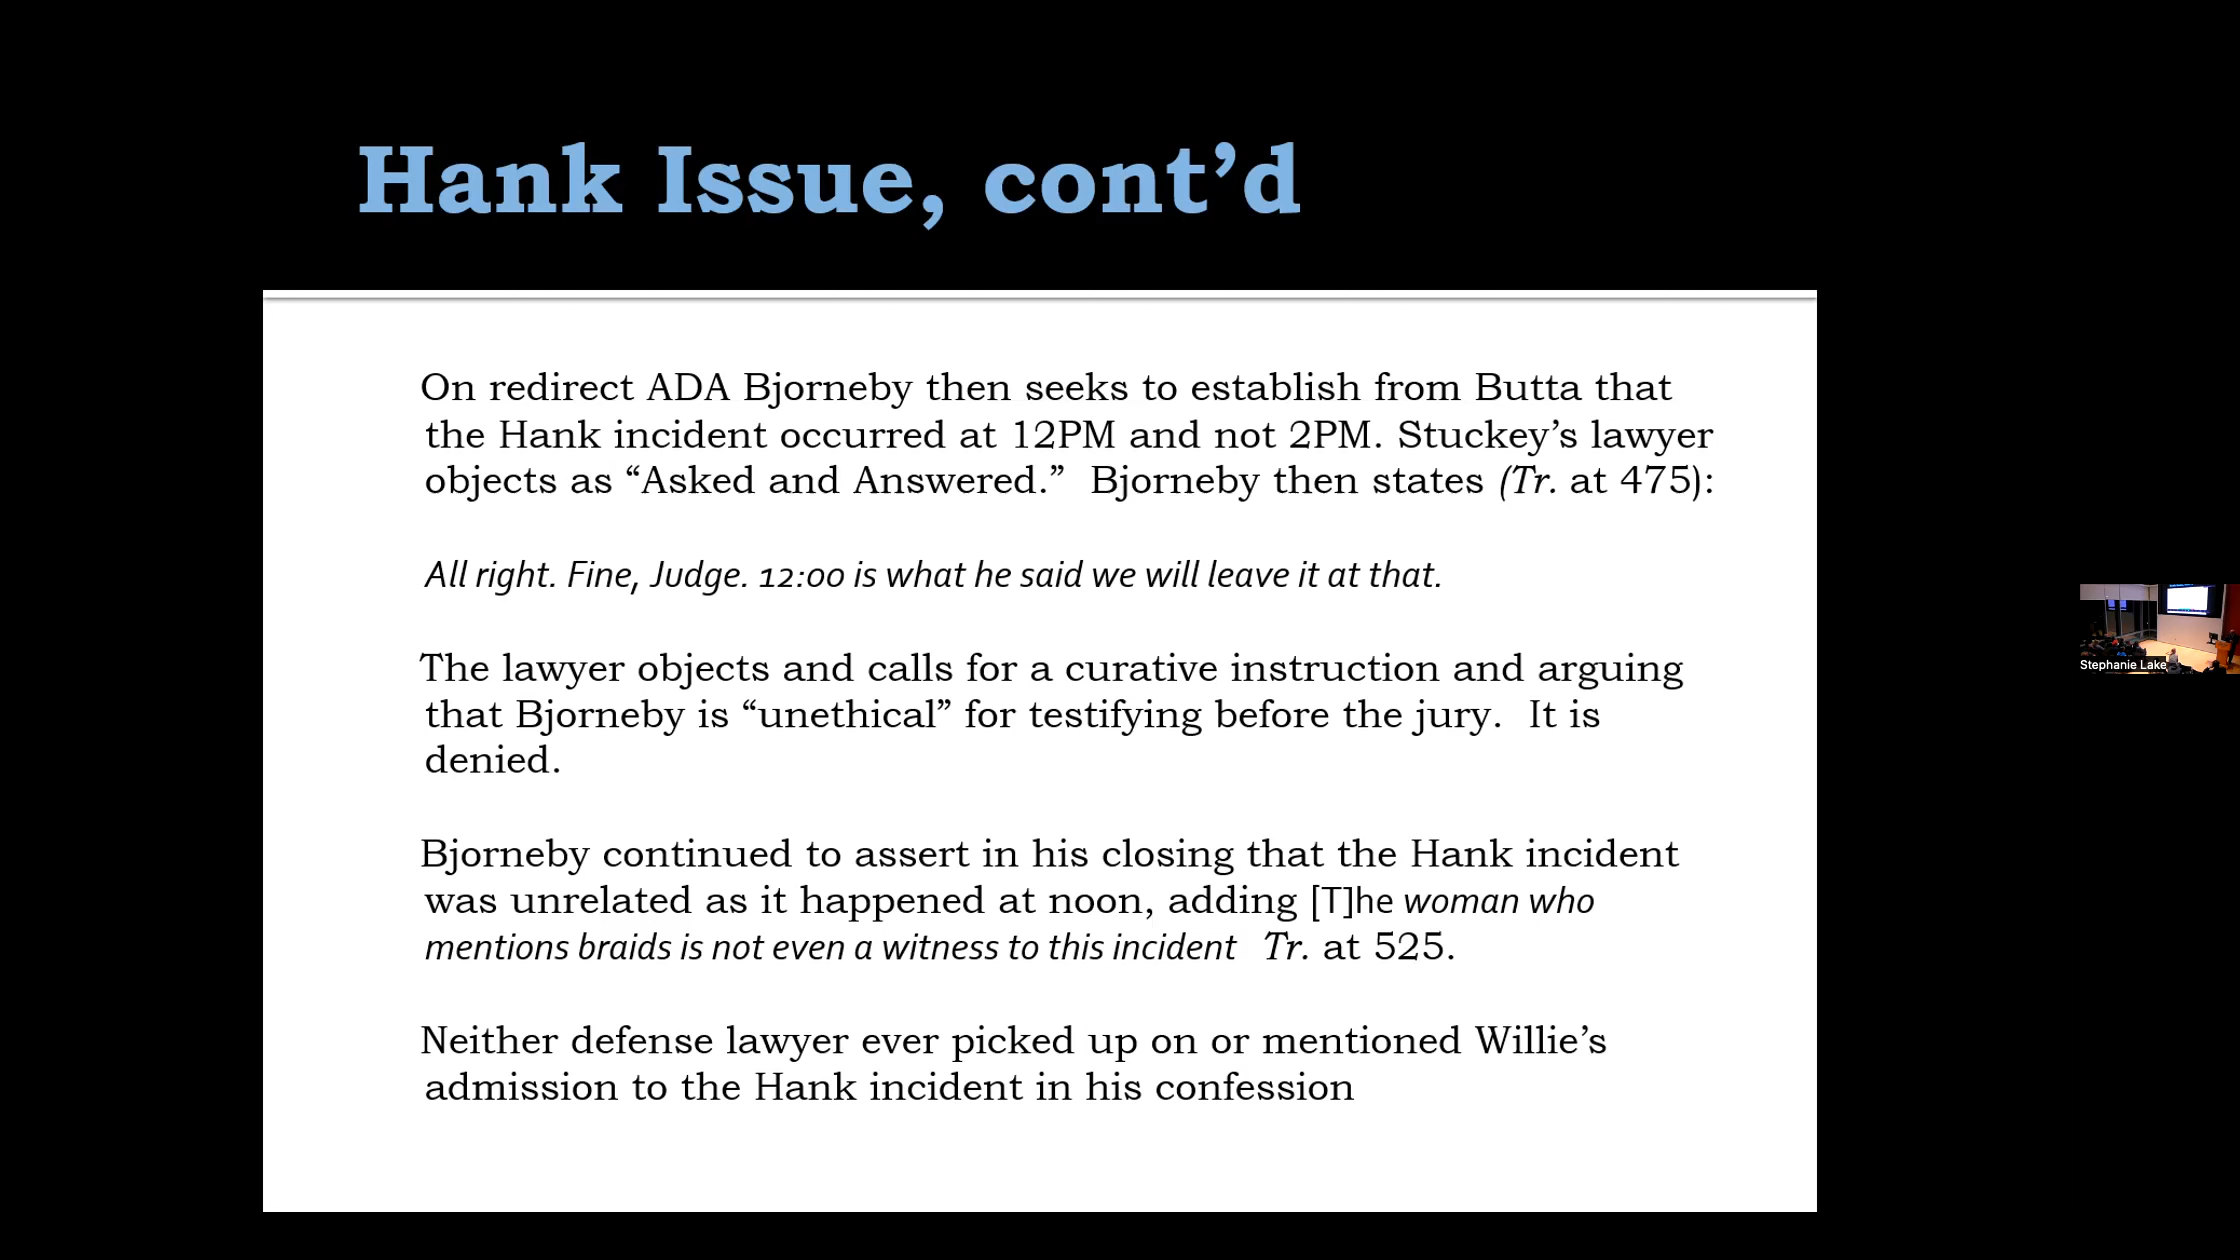 Hank Issue, cont’d
On redirect ADA Bjorneby then seeks to establish from Butta that
the Hank incident occurred at 12PM and not 2PM. Stuckey’s lawyer
objects as “Asked and Answered.”  Bjorneby then states (Tr. at 475):
All right. Fine, Judge. 12:00 is what he said we will leave it at that.
The lawyer objects and calls for a curative instruction and arguing
that Bjorneby is “unethical” for testifying before the jury.  It is
denied.
Bjorneby continued to assert in his closing that the Hank incident
was unrelated as it happened at noon, adding [T]he woman who
mentions braids is not even a witness to this incident  Tr. at 525.
Neither defense lawyer ever picked up on or mentioned Willie’s
admission to the Hank incident in his confession
Stephanie Lake